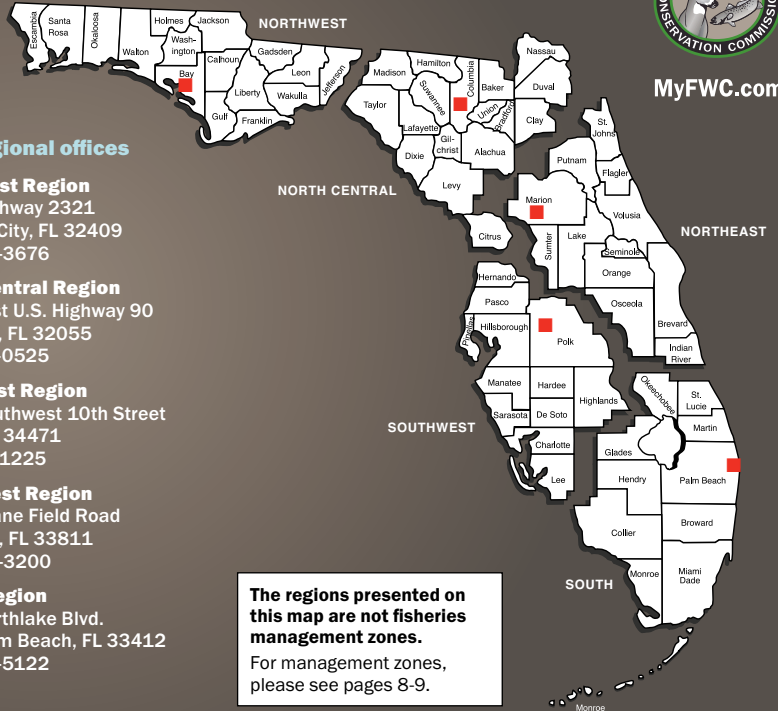 NSERVATION COMMISSIO
MyFWC.com
gional offices
st Region
ghway 2321
City, FL 32409
-3676
entral Region
st U.S. Highway 90
, FL 32055
-0525
st Region
uthwest 10th Street
34471
1225
est Region
ane Field Road
, FL 33811
-3200
egion
rthlake Blvd.
m Beach, FL 33412
-5122
NORTHWEST
Escambia
Santa
Rosa
Okaloosa
Walton
Holmes
Wash-
ington
Jackson
Bay
Calhoun
Gulf
Gadsden
Liberty
Franklin
Leon
Wakulla
Jefferson
NORTH CENTRAL
Madison
Taylor
Hamilton
Suwannee
Lafayette
Dixie
Columbia
Gil-
christ
Levy
Baker
Union
Bradford
Alachua
Nassau
Duval
Clay
Citrus
NORTHEAST
St.
Johns
Putnam
Flagler
Marion
Volusia
Sumter
Lake
Seminole
Orange
Osceola
Brevard
Indian
River
SOUTHWEST
Hernando
Pasco
Pinellas
Hillsborough
Polk
Manatee
Hardee
Highlands
Sarasota
De Soto
Charlotte
Lee
SOUTH
Okeechobee
St.
Lucie
Martin
Glades
Hendry
Palm Beach
Broward
Collier
Monroe
Miami
Dade
Monroe
The regions presented on
this map are not fisheries
management zones.
For management zones,
please see pages 8-9.